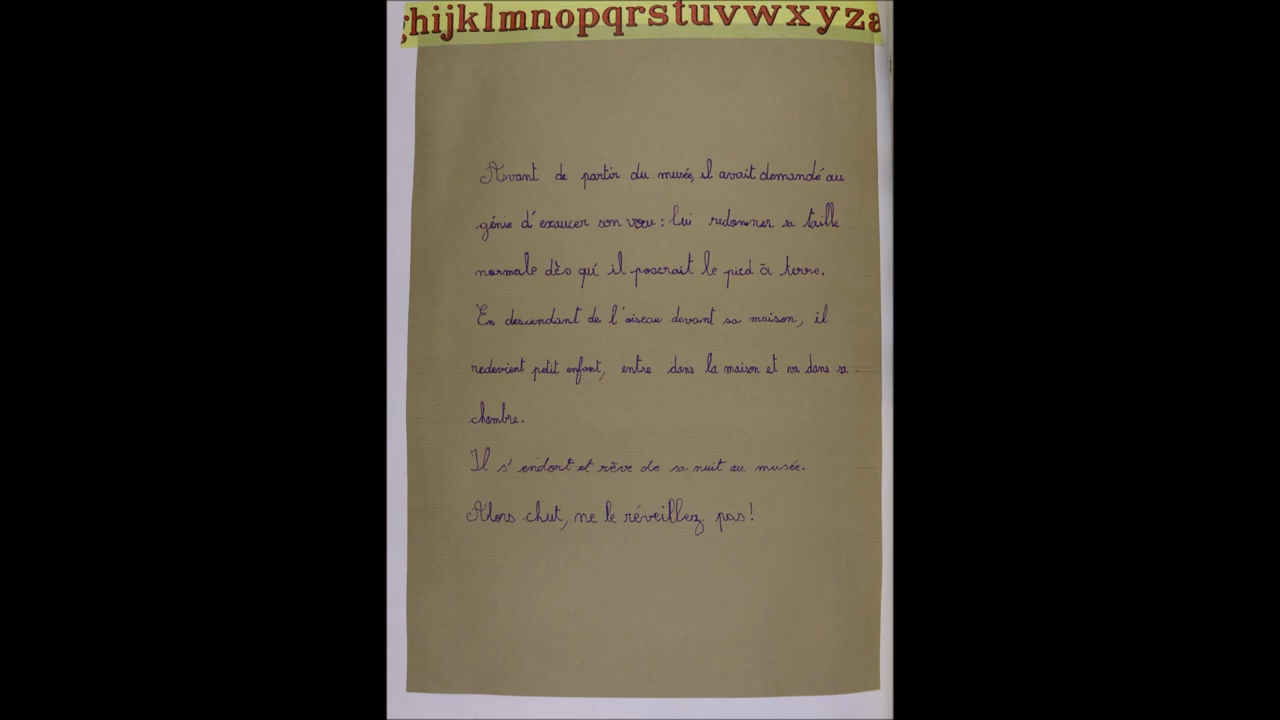 ghijklmnopqrstuvwxyza
Avant de partir du musée, il avait demandé au
génie d'exaucer son vœu : lui redonner sa taille
normale dès qu'il poserait le pied à terre.
En descendant de l'oiseau devant sa maison, il
redevient petit enfant, entre dans la maison et va dans sa
chambre.
Il s'endort et rêve de sa nuit au musée.
Alors chut, ne le réveillez pas !